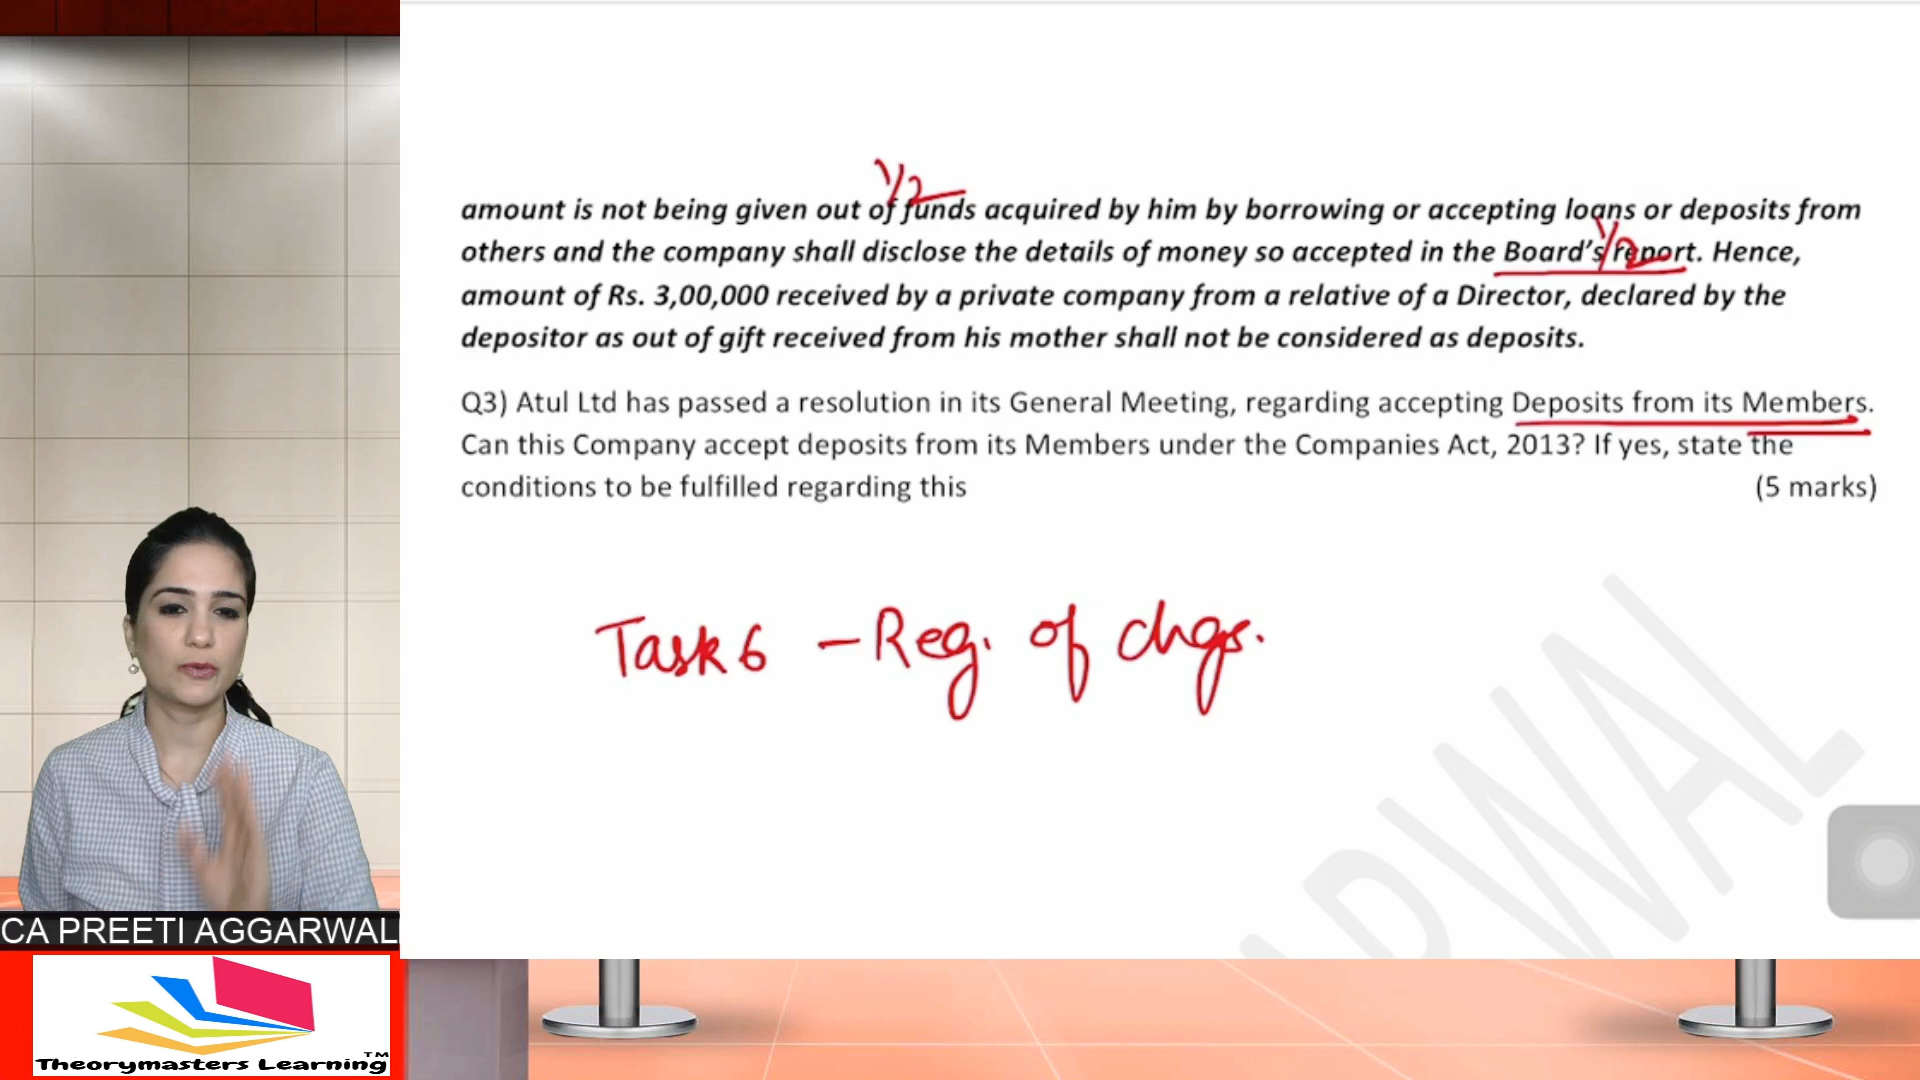 1/2
amount is not being given out of funds acquired by him by borrowing or accepting loans or deposits from
others and the company shall disclose the details of money so accepted in the Board's report. Hence,
1/2
amount of Rs. 3,00,000 received by a private company from a relative of a Director, declared by the
depositor as out of gift received from his mother shall not be considered as deposits.
Q3) Atul Ltd has passed a resolution in its General Meeting, regarding accepting Deposits from its Members.
Can this Company accept deposits from its Members under the Companies Act, 2013? If yes, state the
conditions to be fulfilled regarding this (5 marks)
Task 6 - Reg. of chgs.
ARWAL
CA PREETI AGGARWAL
Theorymasters Learning™